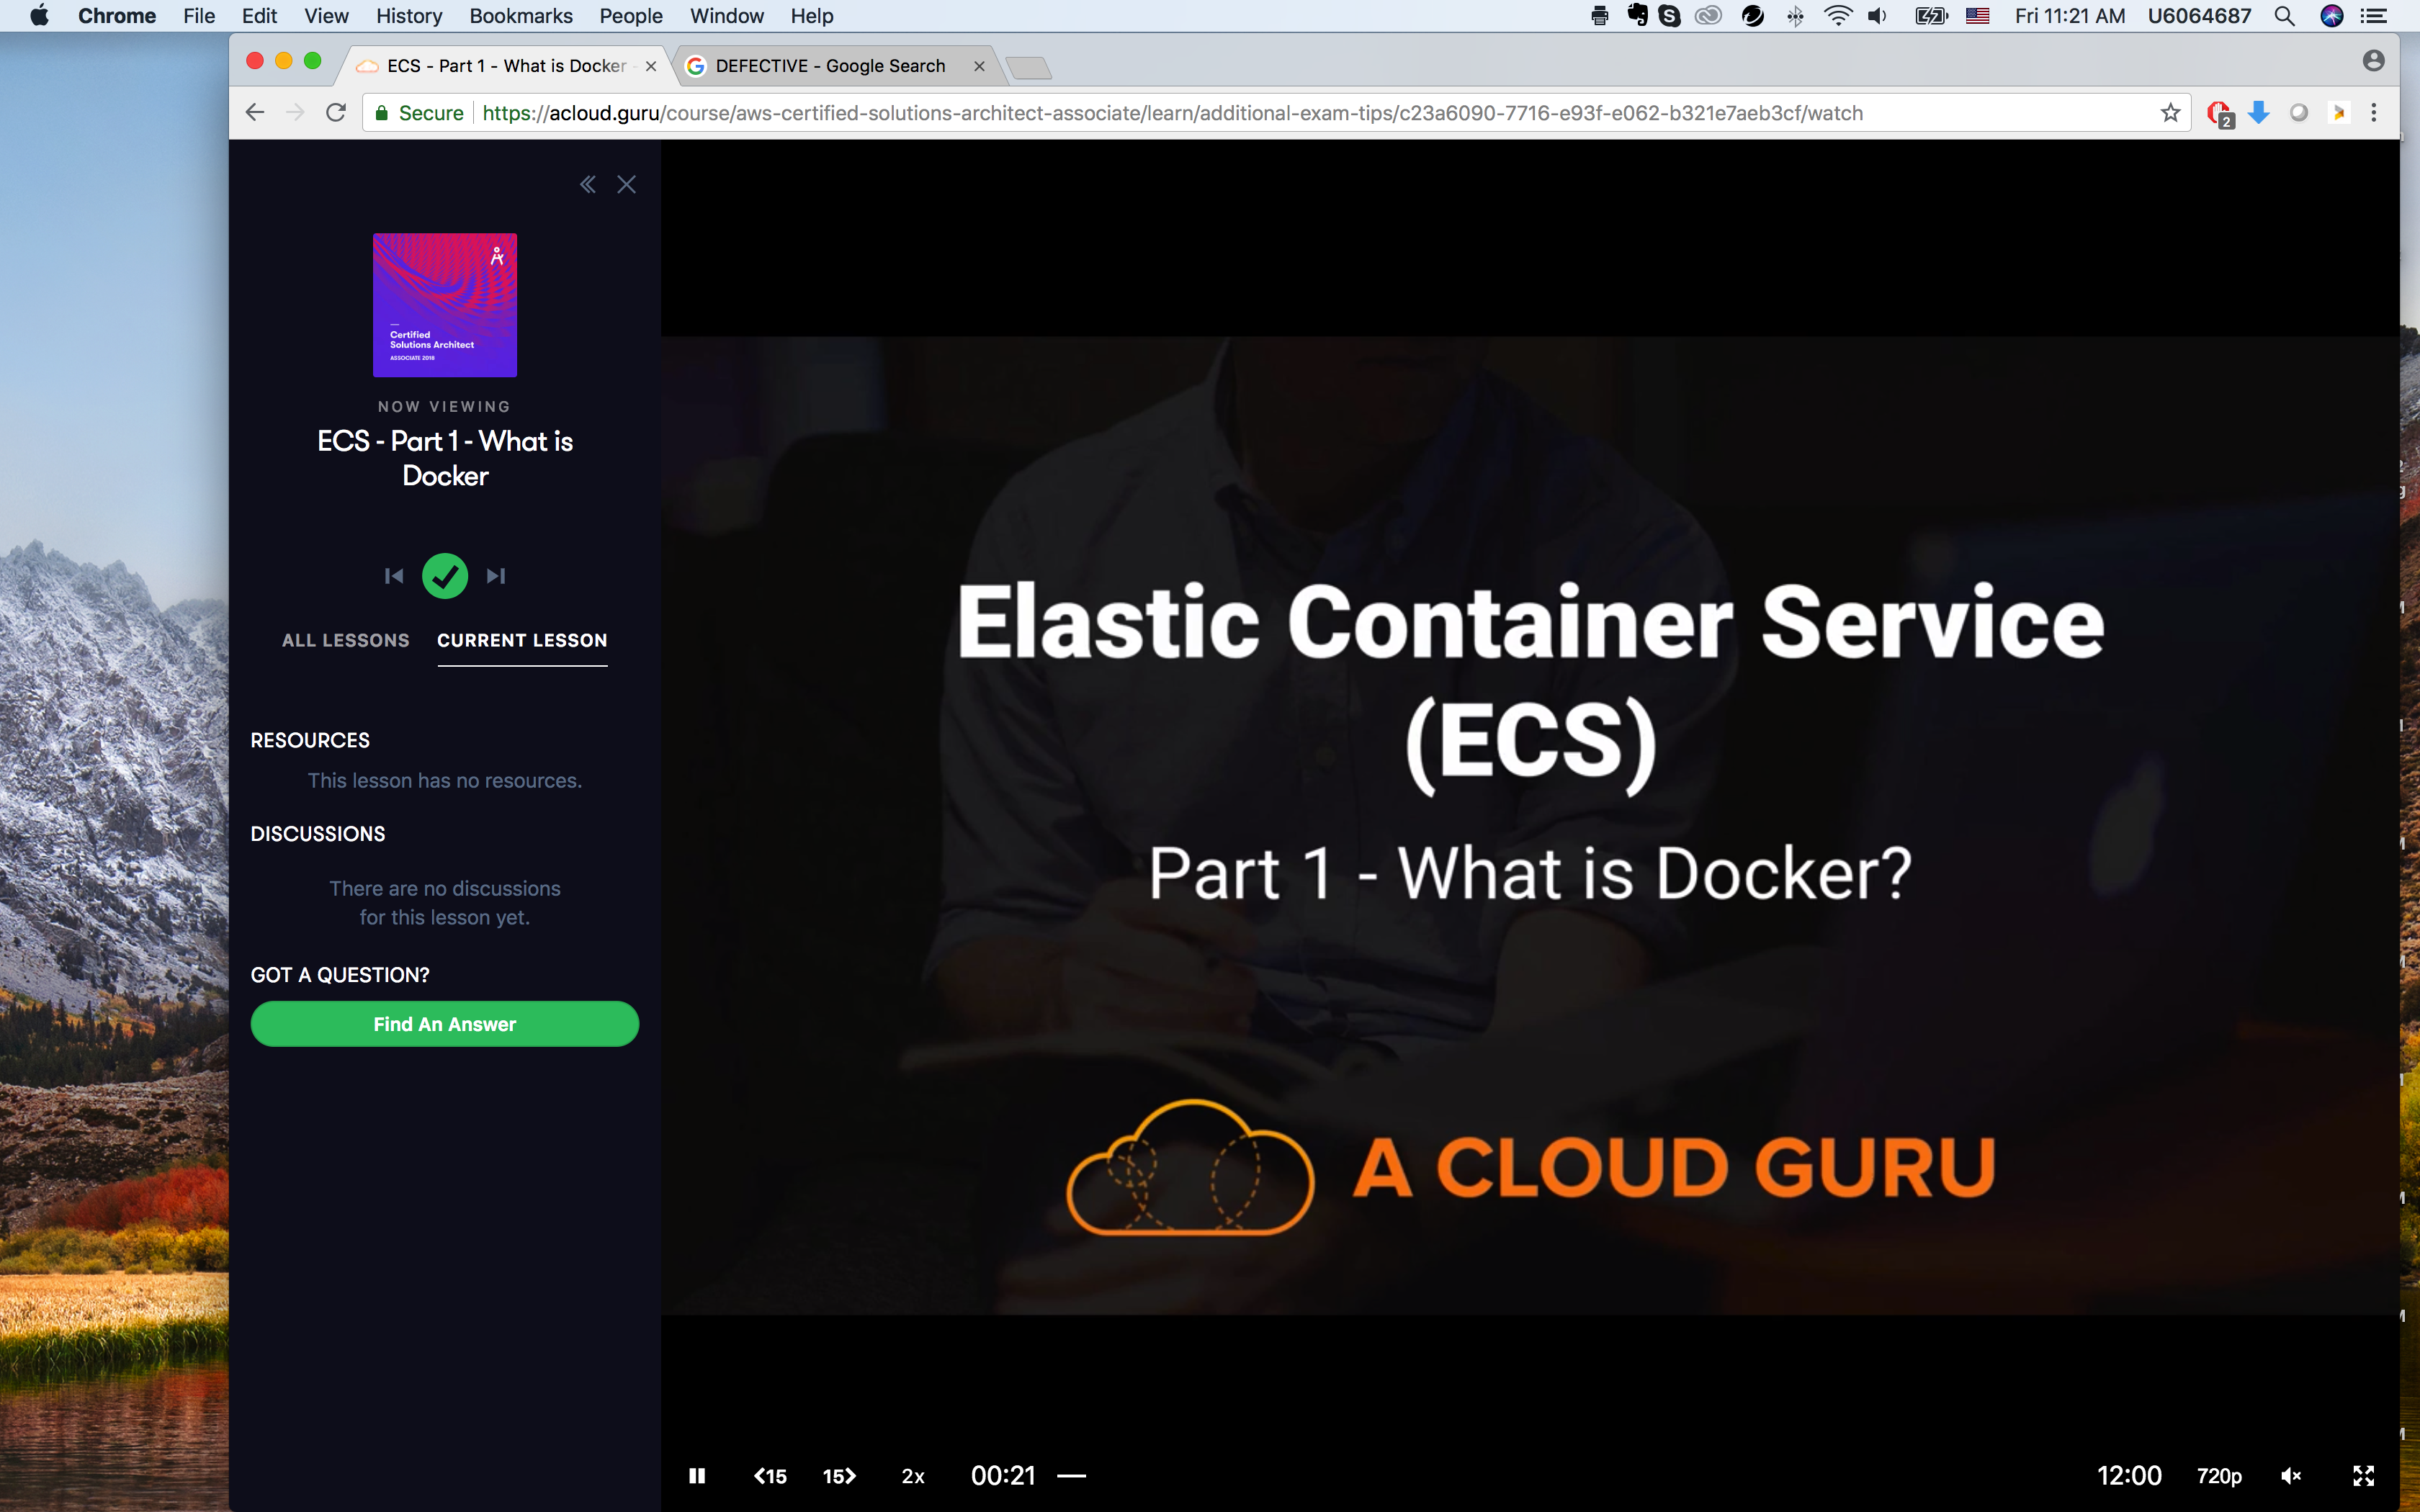 Chrome File Edit View History Bookmarks People Window Help
Fri 11:21 AM U6064687
ECS - Part 1 - What is Docker -
DEFECTIVE - Google Search
Secure https://acloud.guru/course/aws-certified-solutions-architect-associate/learn/additional-exam-tips/c23a6090-7716-e93f-e062-b321e7aeb3cf/watch
2
Certified
Solutions Architect
ASSOCIATE 2018
NOW VIEWING
ECS - Part 1 - What is
Docker
ALL LESSONS CURRENT LESSON
RESOURCES
This lesson has no resources.
DISCUSSIONS
There are no discussions
for this lesson yet.
GOT A QUESTION?
Find An Answer
Elastic Container Service
(ECS)
Part 1 - What is Docker?
A CLOUD GURU
<15 15> 2x 00:21
12:00 720p